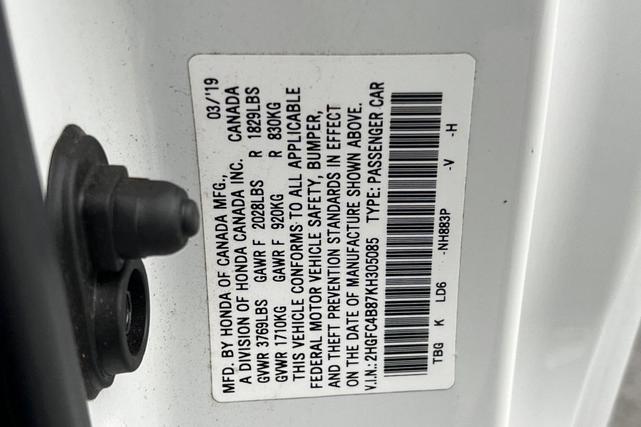 MFD. BY HONDA OF CANADA MFG., 03/'19
A DIVISION OF HONDA CANADA INC. CANADA
GVWR 3769LBS GAWR F 2028LBS R 1829LBS
GVWR 1710KG GAWR F 920KG R 830KG
THIS VEHICLE CONFORMS TO ALL APPLICABLE
FEDERAL MOTOR VEHICLE SAFETY, BUMPER,
AND THEFT PREVENTION STANDARDS IN EFFECT
ON THE DATE OF MANUFACTURE SHOWN ABOVE.
V.I.N.: 2HGFC4B87KH305085 TYPE: PASSENGER CAR
TBG K LD6 -NH883P -V -H